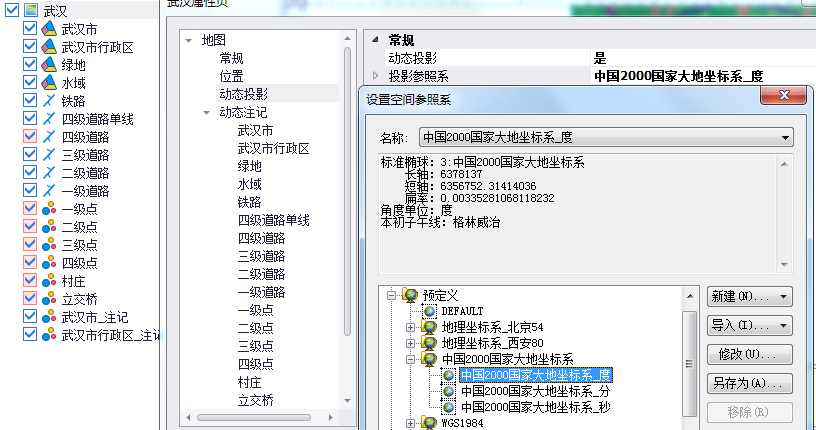 武汉
武汉市
武汉市行政区
绿地
水域
铁路
四级道路单线
四级道路
三级道路
二级道路
一级道路
一级点
二级点
三级点
四级点
村庄
立交桥
武汉市_注记
武汉市行政区_注记
武汉属性页
地图
常规
位置
动态投影
动态注记
武汉市
武汉市行政区
绿地
水域
铁路
四级道路单线
四级道路
三级道路
二级道路
一级道路
一级点
二级点
三级点
四级点
村庄
立交桥
常规
动态投影 是
投影参照系 中国2000国家大地坐标系_度
设置空间参照系
名称: 中国2000国家大地坐标系_度
标准椭球: 3:中国2000国家大地坐标系
长轴: 6378137
短轴: 6356752.31414036
扁率: 0.00335281068118232
角度单位: 度
本初子午线: 格林威治
预定义
DEFAULT
地理坐标系_北京54
地理坐标系_西安80
中国2000国家大地坐标系
中国2000国家大地坐标系_度
中国2000国家大地坐标系_分
中国2000国家大地坐标系_秒
WGS1984
新建(N)...
导入(I)...
修改(U)...
另存为(A)...
移除(R)